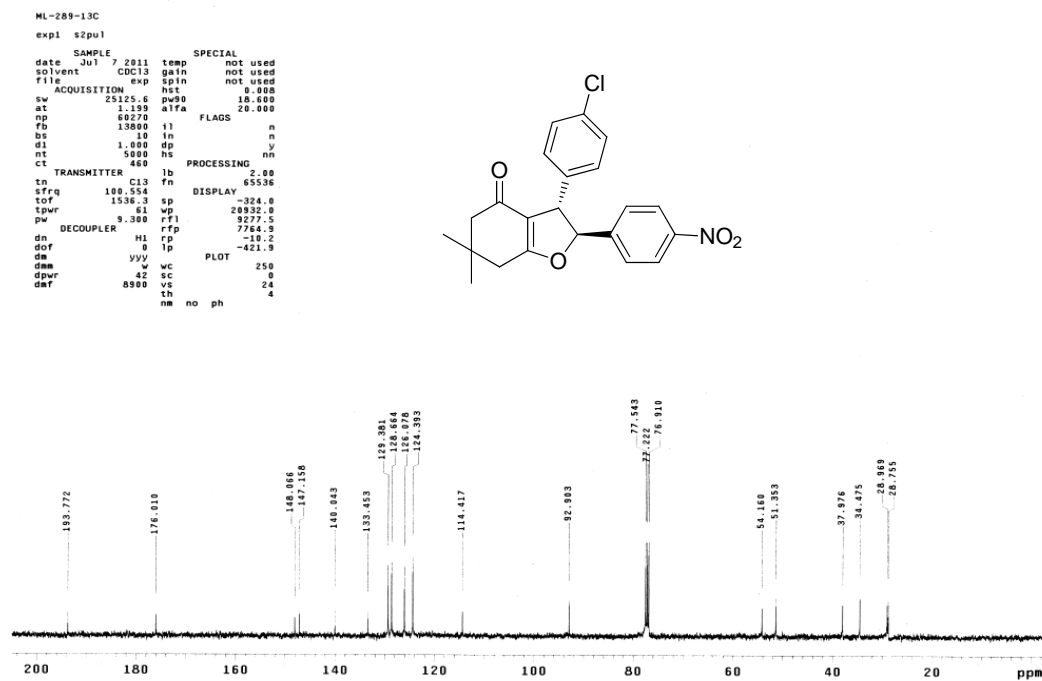 ML-289-13C
exp1 s2pul
SAMPLE SPECIAL
date Jul 7 2011 temp not used
solvent CDCl3 gain not used
file exp spin not used
ACQUISITION hst 0.008
sw 25125.6 pw90 18.600
at 1.199 alfa 20.000
np 60270 FLAGS
fb 13800 il n
bs 10 in n
d1 1.000 dp y
nt 5000 hs nn
ct 460 PROCESSING
TRANSMITTER lb 2.00
tn C13 fn 65536
sfrq 100.554 DISPLAY
tof 1536.3 sp -324.0
tpwr 61 wp 20932.0
pw 9.300 rfl 9277.5
DECOUPLER rfp 7764.9
dn H1 rp -10.2
dof 0 lp -421.9
dm yyy PLOT
dmm w wc 250
dpwr 42 sc 0
dmf 8900 vs 24
th 4
nm no ph
Cl
O
O
NO2
193.772
176.010
148.066
147.158
140.043
133.453
129.381
128.664
126.078
124.393
114.417
92.903
77.543
77.222
76.910
54.160
51.353
37.976
34.475
28.969
28.755
200 180 160 140 120 100 80 60 40 20 ppm